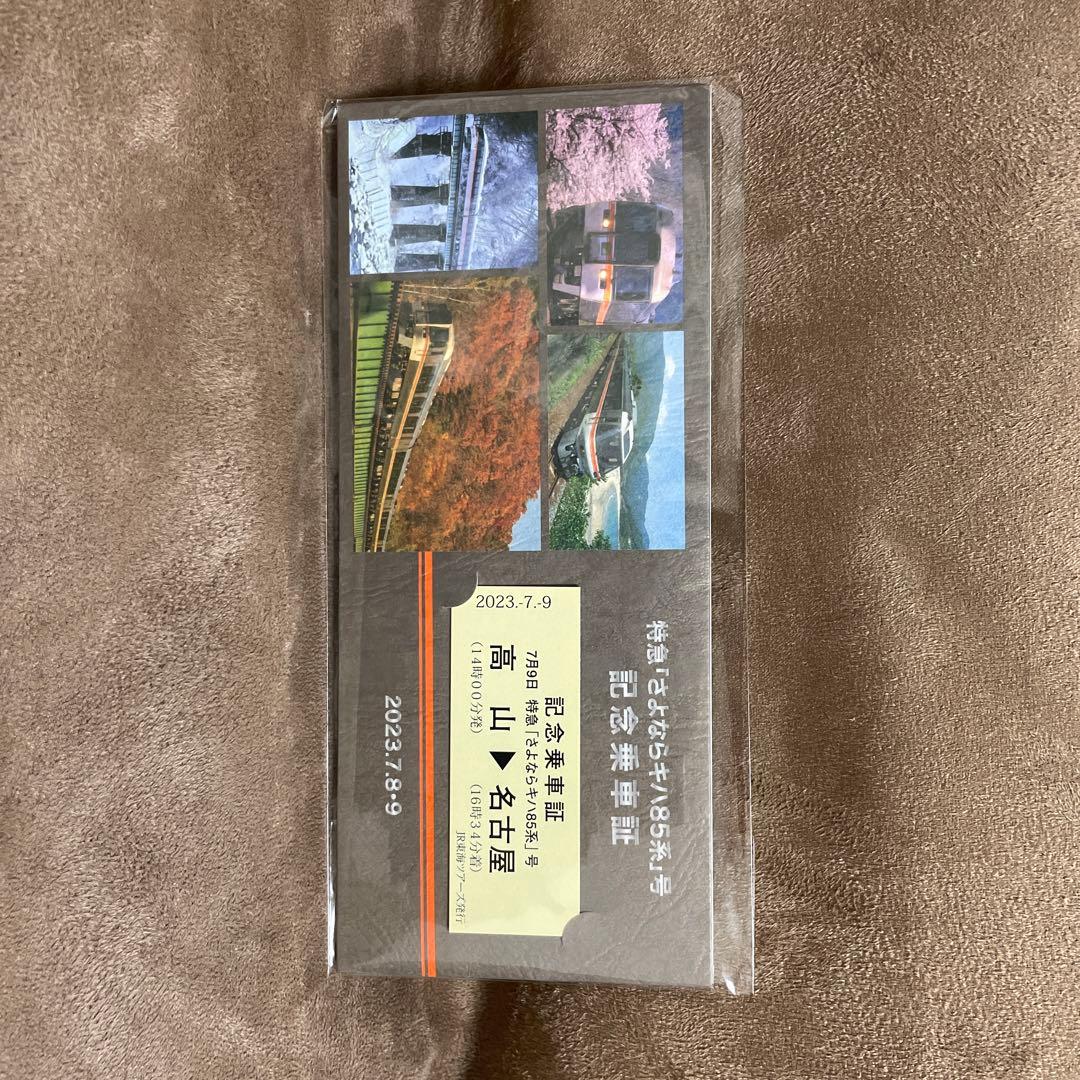 特急「さよならキハ85系」号
記念乗車証
記念乗車証
7月9日 特急「さよならキハ85系」号
2023.-7.-9
高山▶名古屋
(14時00分発) (16時34分着)
JR東海ツアーズ発行
2023.7.8・9